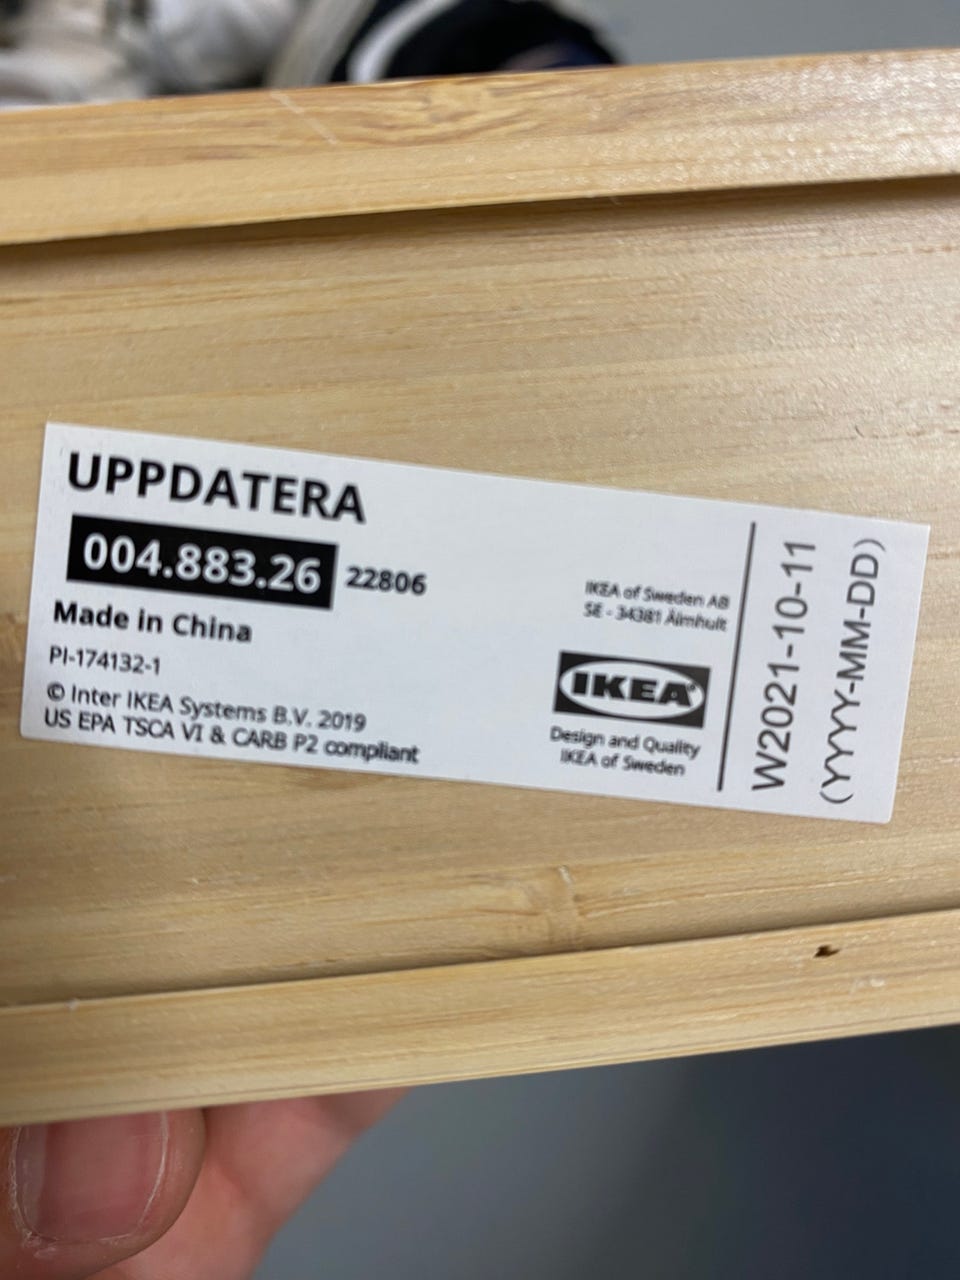 UPPDATERA
004.883.26 22806
Made in China
PI-174132-1
© Inter IKEA Systems B.V. 2019
US EPA TSCA VI & CARB P2 compliant
IKEA of Sweden AB
SE - 34381 Älmhult
IKEA
Design and Quality
IKEA of Sweden
W2021-10-11
(YYYY-MM-DD)